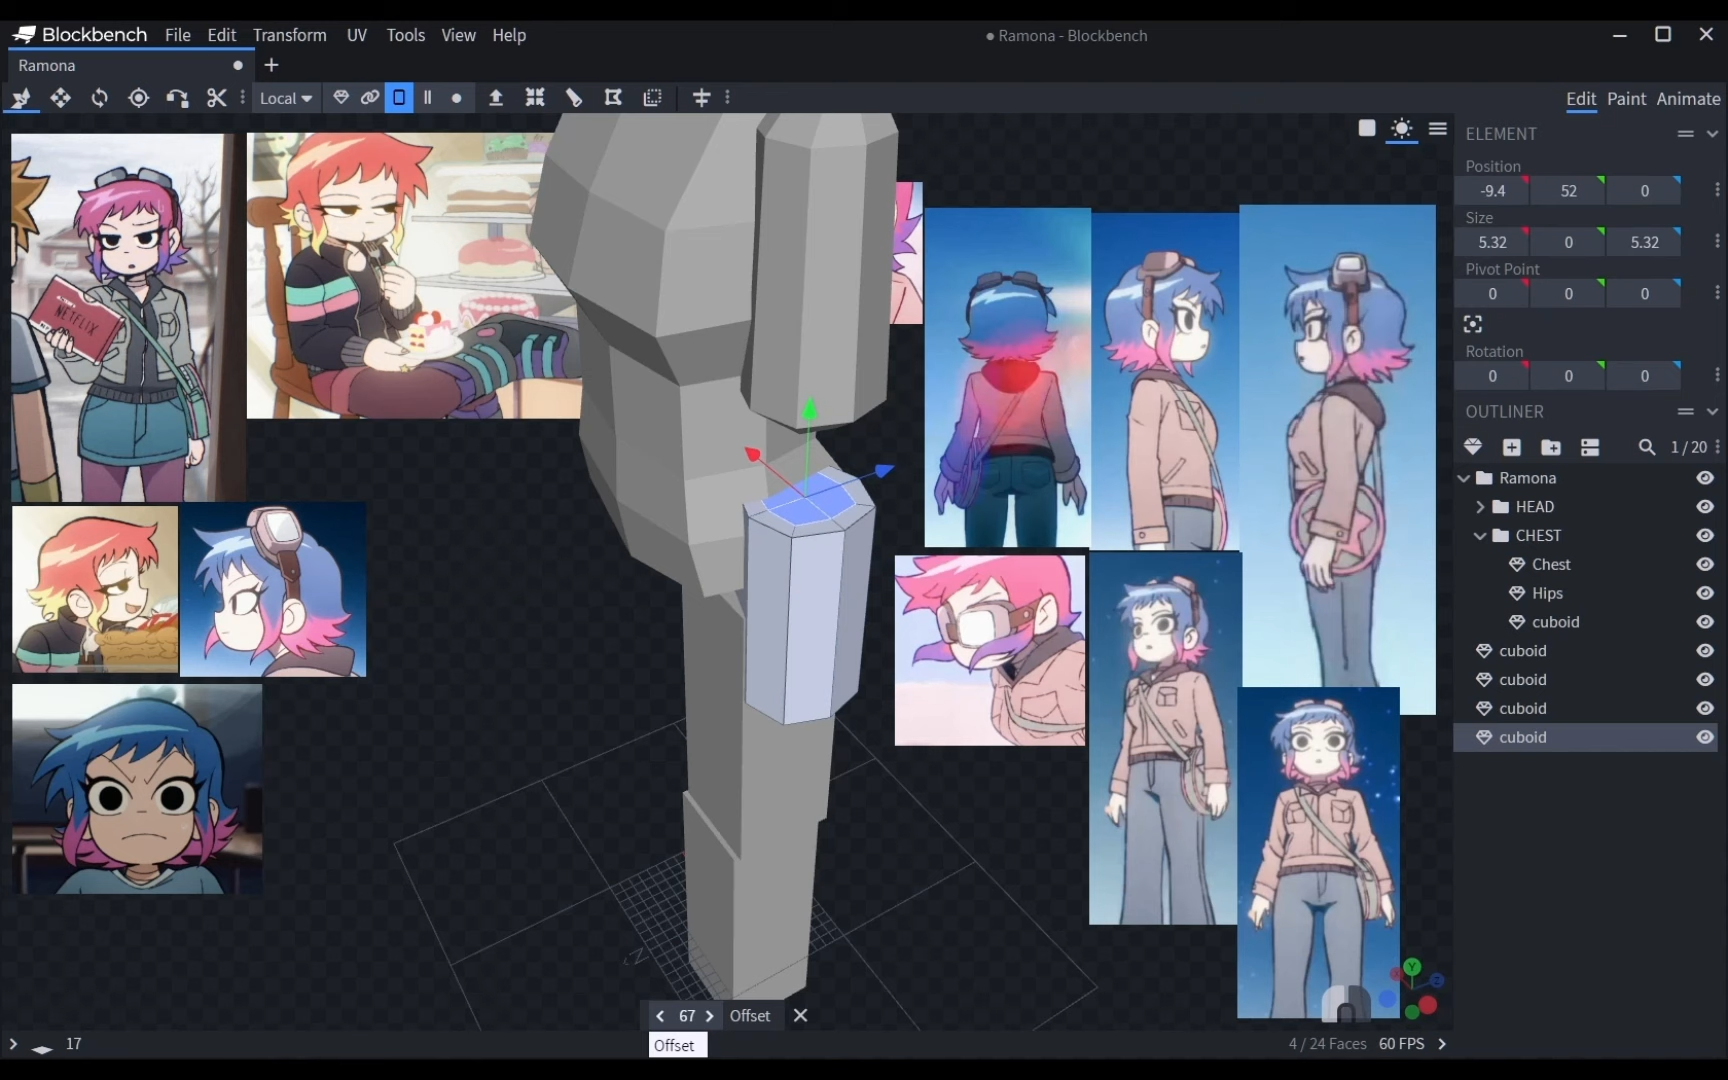 Blockbench File Edit Transform UV Tools View Help
Ramona - Blockbench
Ramona
Local
Edit Paint Animate
ELEMENT
Position
-9.4 52 0
Size
5.32 0 5.32
Pivot Point
0 0 0
Rotation
0 0 0
OUTLINER
1 / 20
Ramona
HEAD
CHEST
Chest
Hips
cuboid
cuboid
cuboid
cuboid
cuboid
NETFLIX
Y
67 Offset
Offset
17
4 / 24 Faces 60 FPS